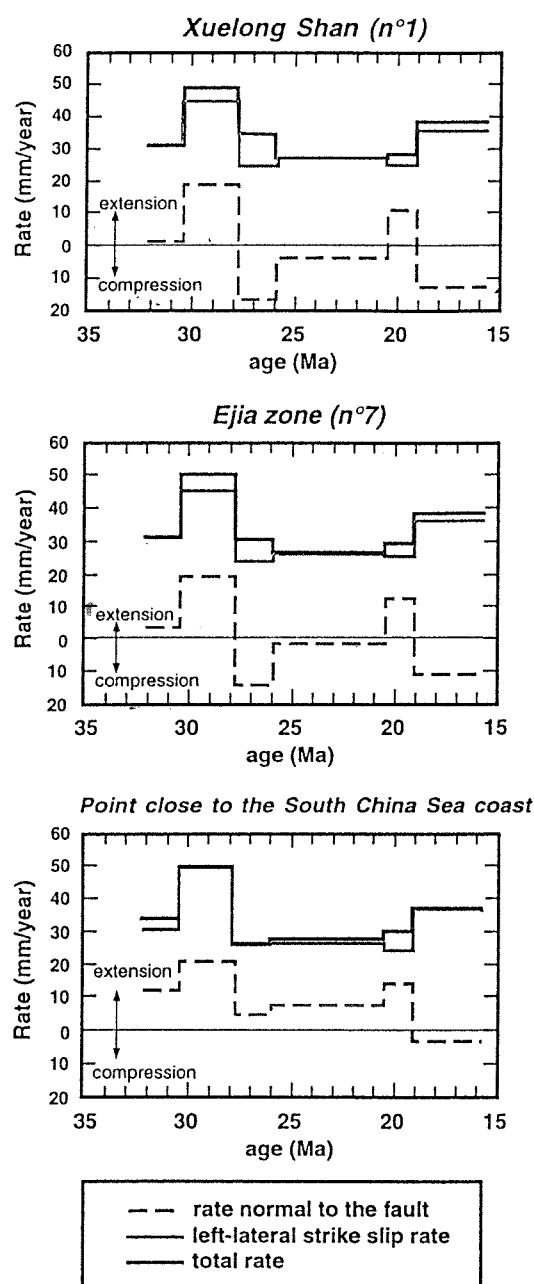 Xuelong Shan (n°1)
60
50
40
30
20
10
0
10
20
Rate (mm/year)
extension
compression
35 30 25 20 15
age (Ma)
Ejia zone (n°7)
60
50
40
30
20
10
0
10
20
Rate (mm/year)
extension
compression
35 30 25 20 15
age (Ma)
Point close to the South China Sea coast
60
50
40
30
20
10
0
10
20
Rate (mm/year)
extension
compression
35 30 25 20 15
age (Ma)
rate normal to the fault
left-lateral strike slip rate
total rate